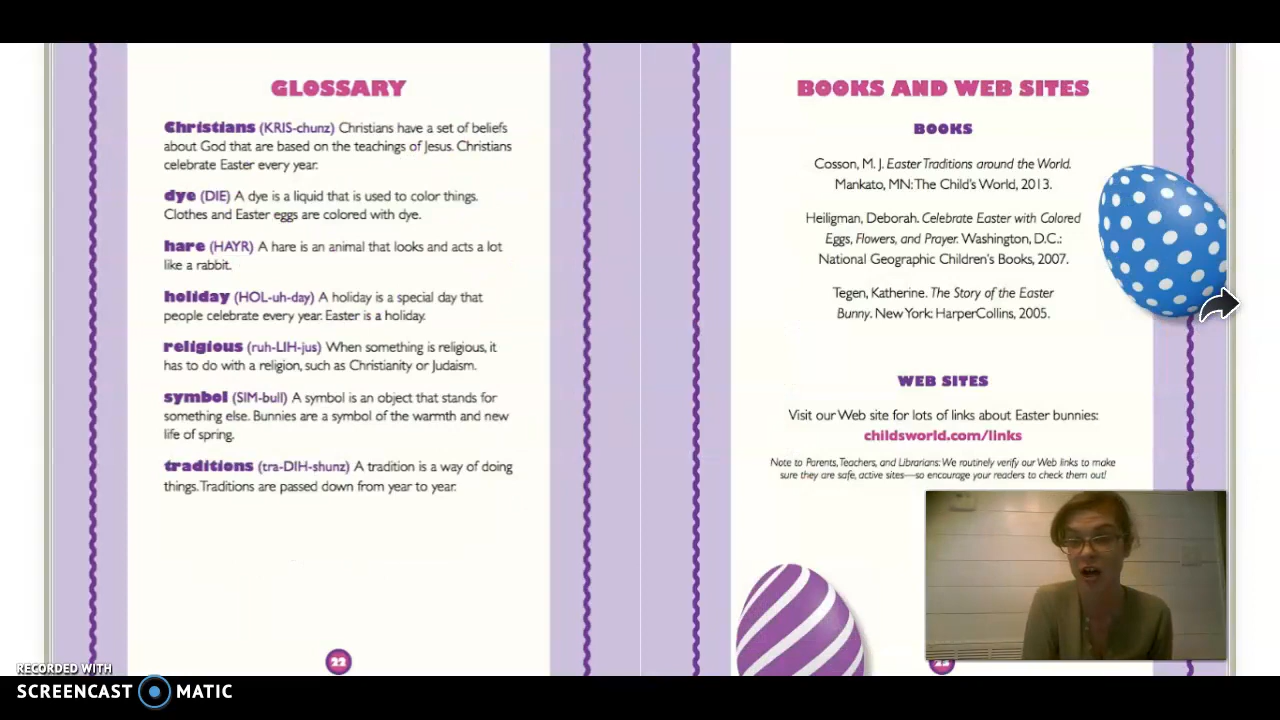 GLOSSARY
Christians (KRIS-chunz) Christians have a set of beliefs
about God that are based on the teachings of Jesus. Christians
celebrate Easter every year.
dye (DIE) A dye is a liquid that is used to color things.
Clothes and Easter eggs are colored with dye.
hare (HAYR) A hare is an animal that looks and acts a lot
like a rabbit.
holiday (HOL-uh-day) A holiday is a special day that
people celebrate every year. Easter is a holiday.
religious (ruh-LIH-jus) When something is religious, it
has to do with a religion, such as Christianity or Judaism.
symbol (SIM-bull) A symbol is an object that stands for
something else. Bunnies are a symbol of the warmth and new
life of spring.
traditions (tra-DIH-shunz) A tradition is a way of doing
things. Traditions are passed down from year to year.
22
BOOKS AND WEB SITES
BOOKS
Cosson, M. J. Easter Traditions around the World.
Mankato, MN: The Child's World, 2013.
Heiligman, Deborah. Celebrate Easter with Colored
Eggs, Flowers, and Prayer. Washington, D.C.:
National Geographic Children's Books, 2007.
Tegen, Katherine. The Story of the Easter
Bunny. New York: HarperCollins, 2005.
WEB SITES
Visit our Web site for lots of links about Easter bunnies:
childsworld.com/links
Note to Parents, Teachers, and Librarians: We routinely verify our Web links to make
sure they are safe, active sites—so encourage your readers to check them out!
RECORDED WITH
SCREENCAST MATIC